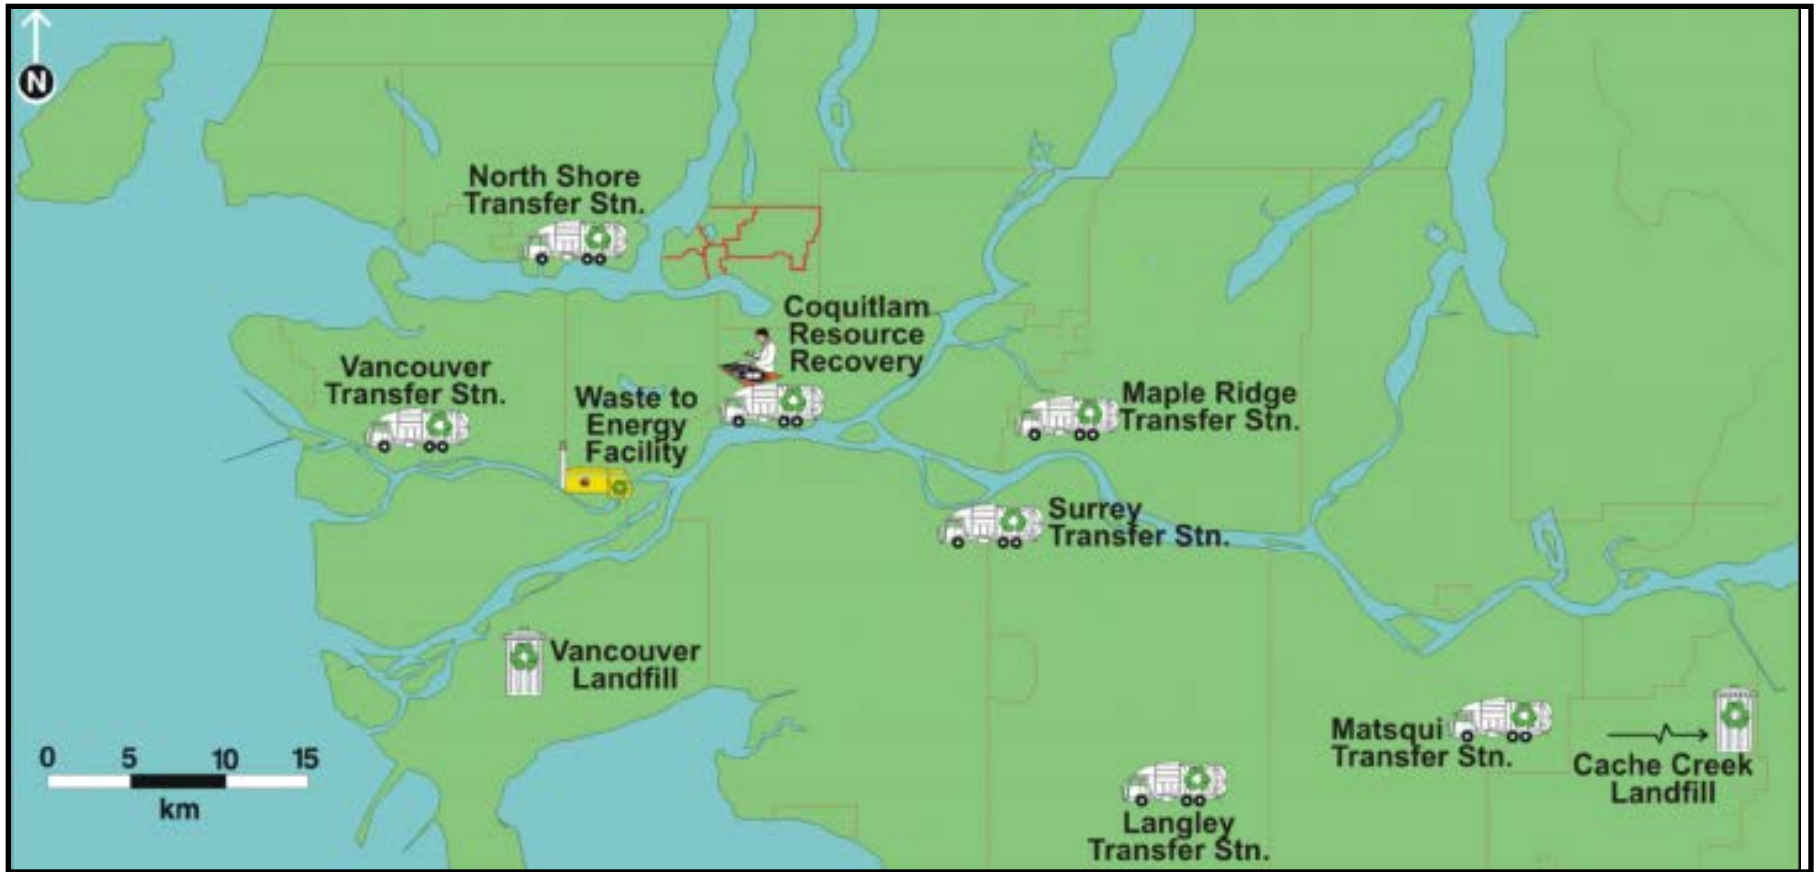 N
North Shore
Transfer Stn.
Coquitlam
Resource
Recovery
Vancouver
Transfer Stn.
Waste to
Energy
Facility
Maple Ridge
Transfer Stn.
Surrey
Transfer Stn.
Vancouver
Landfill
Matsqui
Transfer Stn.
Cache Creek
Landfill
Langley
Transfer Stn.
0 5 10 15
km